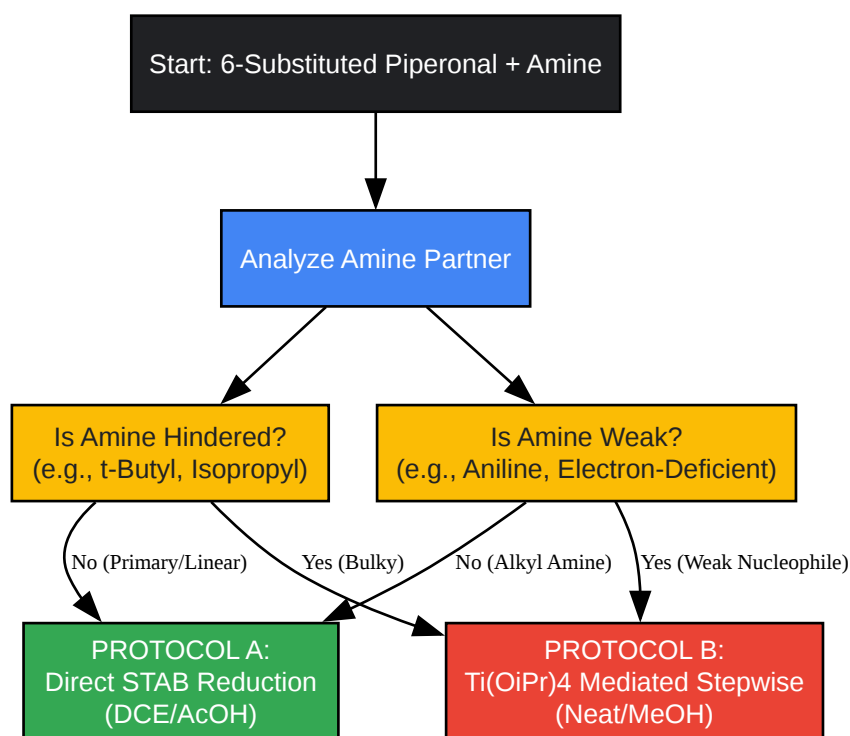 Start: 6-Substituted Piperonal + Amine
Analyze Amine Partner
Is Amine Hindered?
(e.g., t-Butyl, Isopropyl)
Is Amine Weak?
(e.g., Aniline, Electron-Deficient)
No (Primary/Linear)
Yes (Bulky)
No (Alkyl Amine)
Yes (Weak Nucleophile)
PROTOCOL A:
Direct STAB Reduction
(DCE/AcOH)
PROTOCOL B:
Ti(OiPr)4 Mediated Stepwise
(Neat/MeOH)